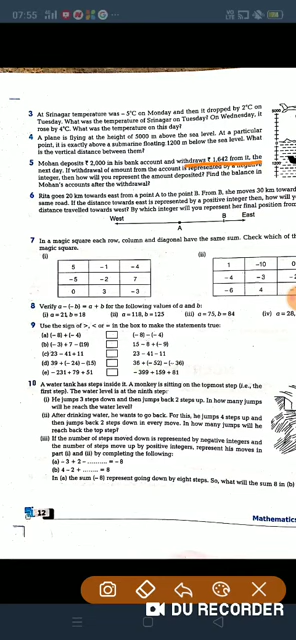 07:55
3 At Srinagar temperature was – 5°C on Monday and then it dropped by 2°C on
Tuesday. What was the temperature of Srinagar on Tuesday? On Wednesday, it
rose by 4°C. What was the temperature on this day?
4 A plane is flying at the height of 5000 m above the sea level. At a particular
point, it is exactly above a submarine floating 1200 m below the sea level. What
is the vertical distance between them?
5 Mohan deposits ₹ 2,000 in his bank account and withdraws ₹ 1,642 from it, the
next day. If withdrawal of amount from the account is represented by a negative
integer, then how will you represent the amount deposited? Find the balance in
Mohan's accounts after the withdrawal?
6 Rita goes 20 km towards east from a point A to the point B. From B, she moves 30 km toward
same road. If the distance towards east is represented by a positive integer then, how will y
distance travelled towards west? By which integer will you represent her final position from
West B East
A
7 In a magic square each row, column and diagonal have the same sum. Check which of th
magic square.
(i) (ii)
5 –1 –4 1 –10 0
–5 –2 7 –4 –3 –2
0 3 –3 –6 4
8 Verify a – (– b) = a + b for the following values of a and b:
(i) a = 21, b = 18 (ii) a = 118, b = 125 (iii) a = 75, b = 84 (iv) a = 28,
9 Use the sign of >, < or = in the box to make the statements true:
(a) (– 8) + (– 4) (– 8) – (– 4)
(b) (– 3) + 7 – (19) 15 – 8 + (– 9)
(c) 23 – 41 + 11 23 – 41 – 11
(d) 39 + (– 24) – (15) 36 + (– 52) – (– 36)
(e) – 231 + 79 + 51 – 399 + 159 + 81
10 A water tank has steps inside it. A monkey is sitting on the topmost step (i.e., the
first step). The water level is at the ninth step:
(i) He jumps 3 steps down and then jumps back 2 steps up. In how many jumps
will he reach the water level?
(ii) After drinking water, he wants to go back. For this, he jumps 4 steps up and
then jumps back 2 steps down in every move. In how many jumps will he
reach back the top step?
(iii) If the number of steps moved down is represented by negative integers and
the number of steps move up by positive integers, represent his moves in
part (i) and (ii) by completing the following:
(a) – 3 + 2 – .......... = – 8
(b) 4 – 2 + ........ = 8
In (a) the sum (– 8) represent going down by eight steps. So, what will the sum 8 in (b)
12
Mathematics
DU RECORDER